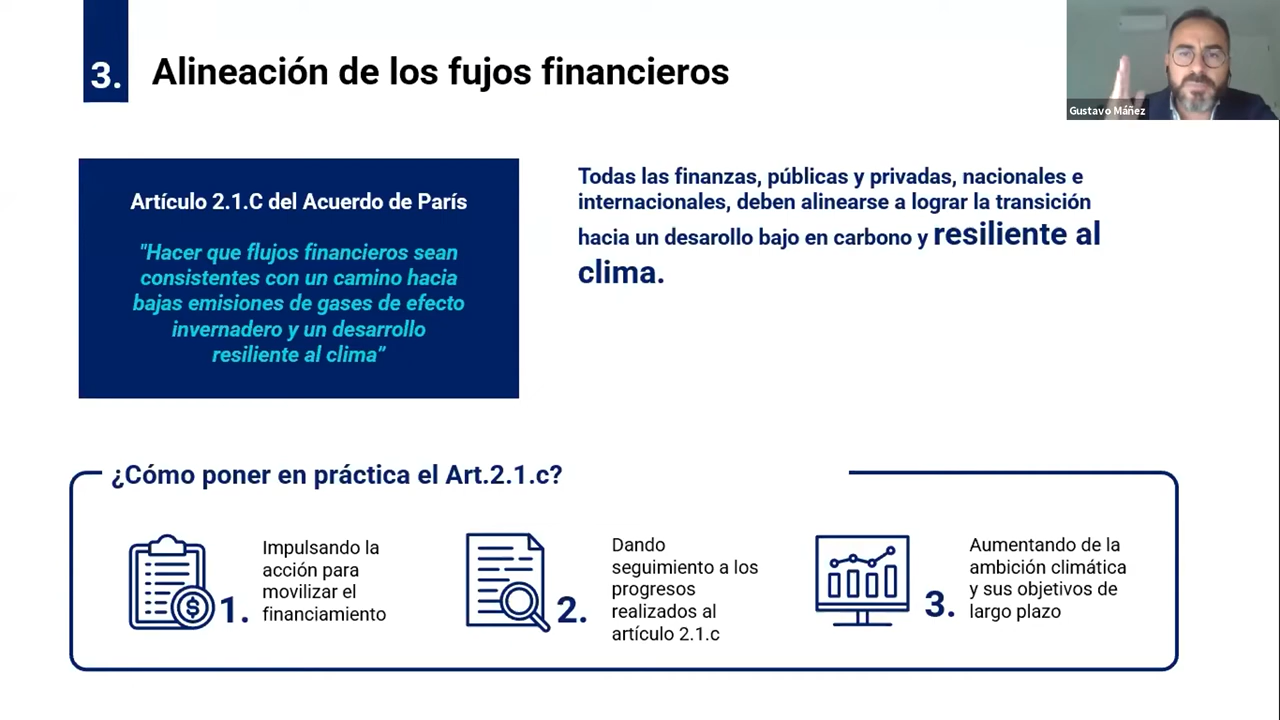 3.
Alineación de los fujos financieros
Gustavo Máñez
Artículo 2.1.C del Acuerdo de París
"Hacer que flujos financieros sean
consistentes con un camino hacia
bajas emisiones de gases de efecto
invernadero y un desarrollo
resiliente al clima”
Todas las finanzas, públicas y privadas, nacionales e
internacionales, deben alinearse a lograr la transición
hacia un desarollo bajo en carbono y resiliente al
clima.
¿Cómo poner en práctica el Art.2.1.c?
$
1.
Impulsando la
acción para
movilizar el
financiamiento
2.
Dando
seguimiento a los
progresos
realizados al
artículo 2.1.c
3.
Aumentando de la
ambición climática
y sus objetivos de
largo plazo